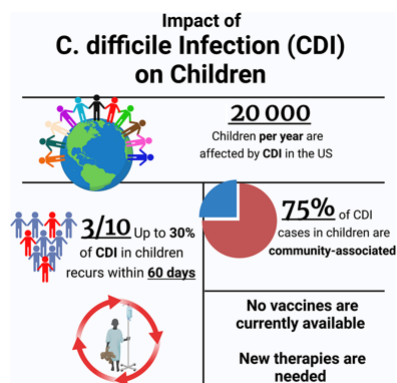 Impact of
C. difficile Infection (CDI)
on Children
20 000
Children per year are
affected by CDI in the US
3/10 Up to 30%
of CDI in children
recurs within 60 days
75% of CDI
cases in children are
community-associated
No vaccines are
currently available
New therapies are
needed